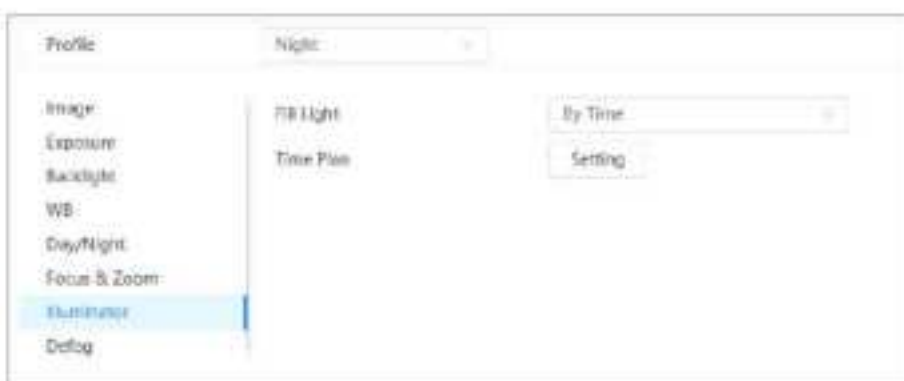 Profile
Night
Image
Exposure
Backlight
WB
Day/Night
Focus & Zoom
Illuminator
Defog
Fill Light
By Time
Time Plan
Setting